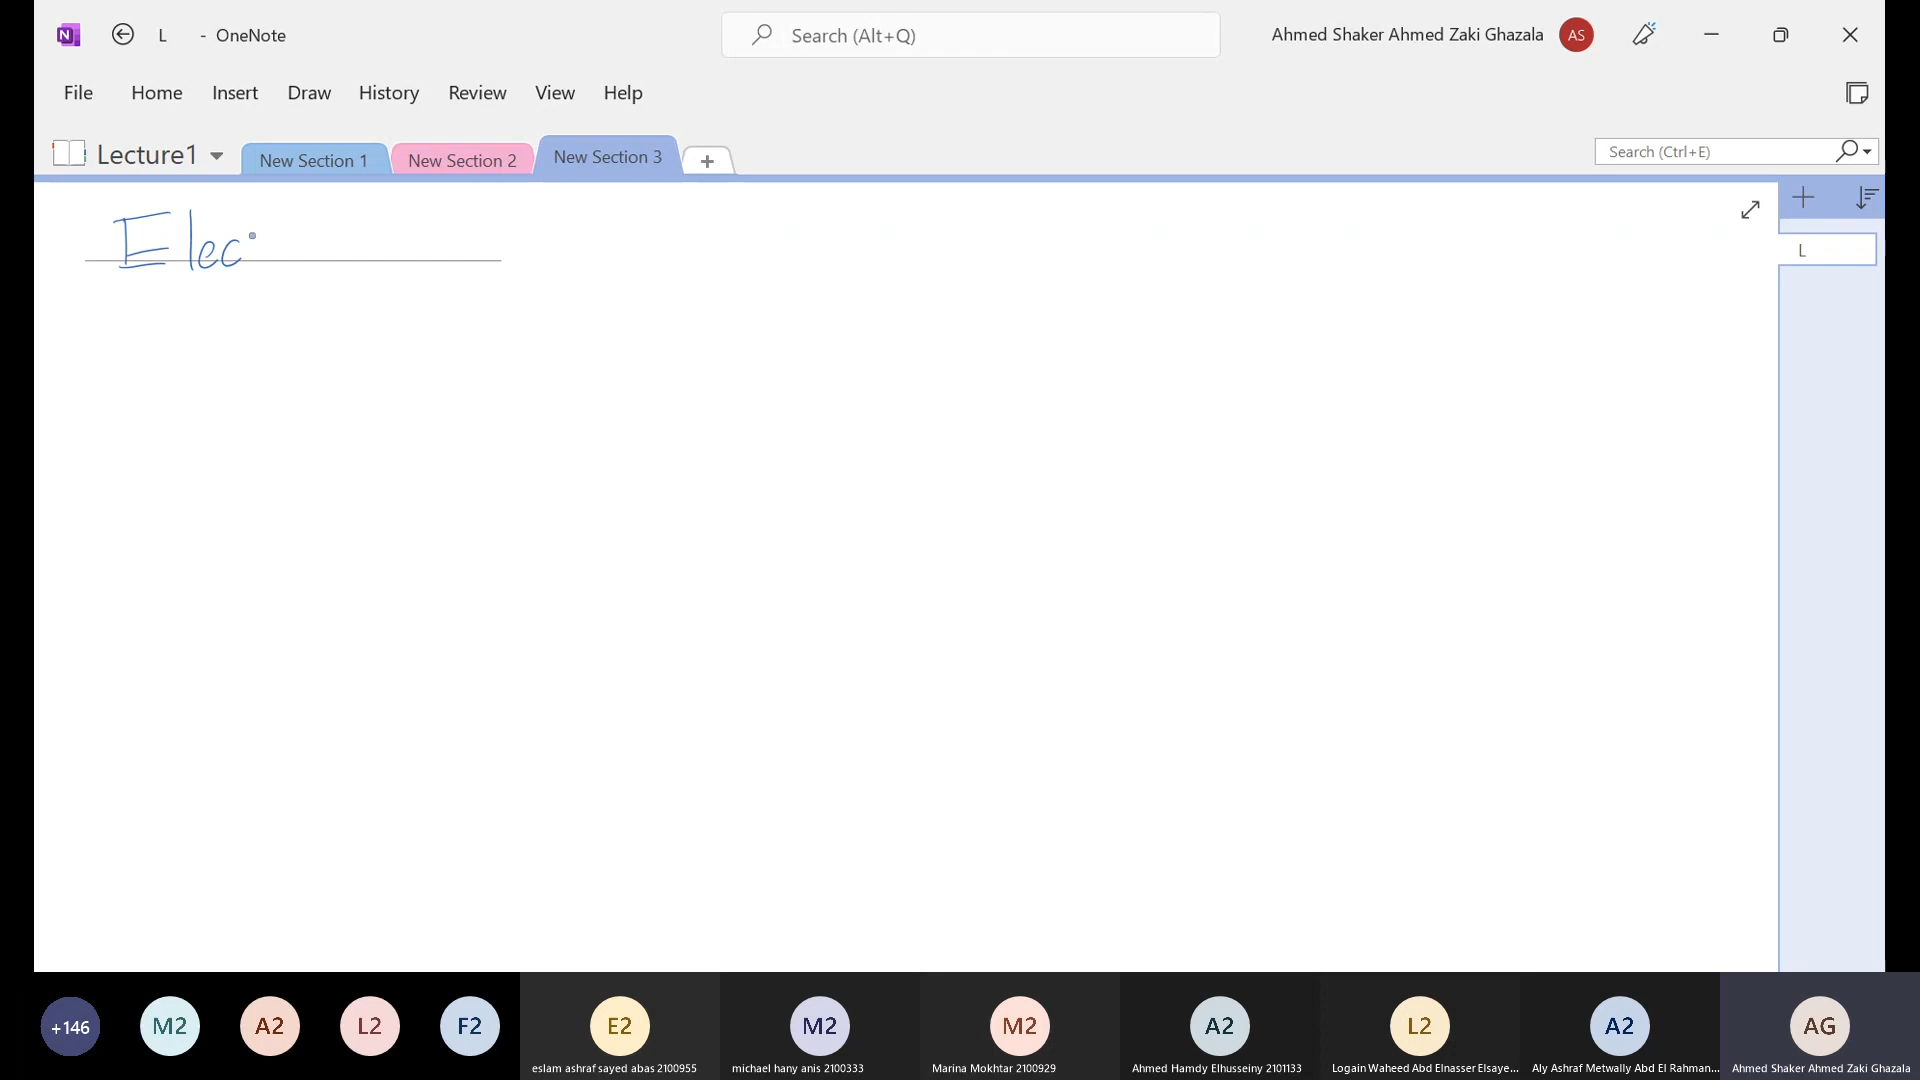 L - OneNote
Search (Alt+Q)
Ahmed Shaker Ahmed Zaki Ghazala
AS
File Home Insert Draw History Review View Help
Lecture1
New Section 1
New Section 2
New Section 3
+
Search (Ctrl+E)
Elec
L
+146
M2
A2
L2
F2
E2
M2
M2
A2
L2
A2
AG
eslam ashraf sayed abas 2100955
michael hany anis 2100333
Marina Mokhtar 2100929
Ahmed Hamdy Elhusseiny 2101133
Logain Waheed Abd Elnasser Elsaye...
Aly Ashraf Metwally Abd El Rahman...
Ahmed Shaker Ahmed Zaki Ghazala